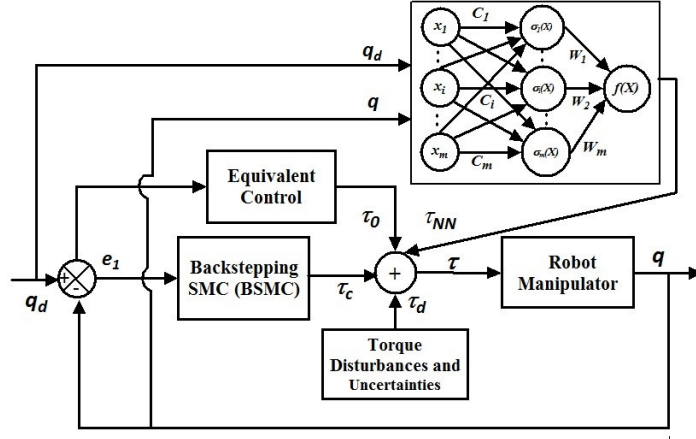 x1
C1
σ1(X)
W1
qd
q
xi
Ci
σi(X)
W2
f(X)
xm
Cm
σm(X)
Wm
Equivalent
Control
τ0
τNN
qd
+
-
e1
Backstepping
SMC (BSMC)
τc
+
τ
Robot
Manipulator
q
τd
Torque
Disturbances and
Uncertainties